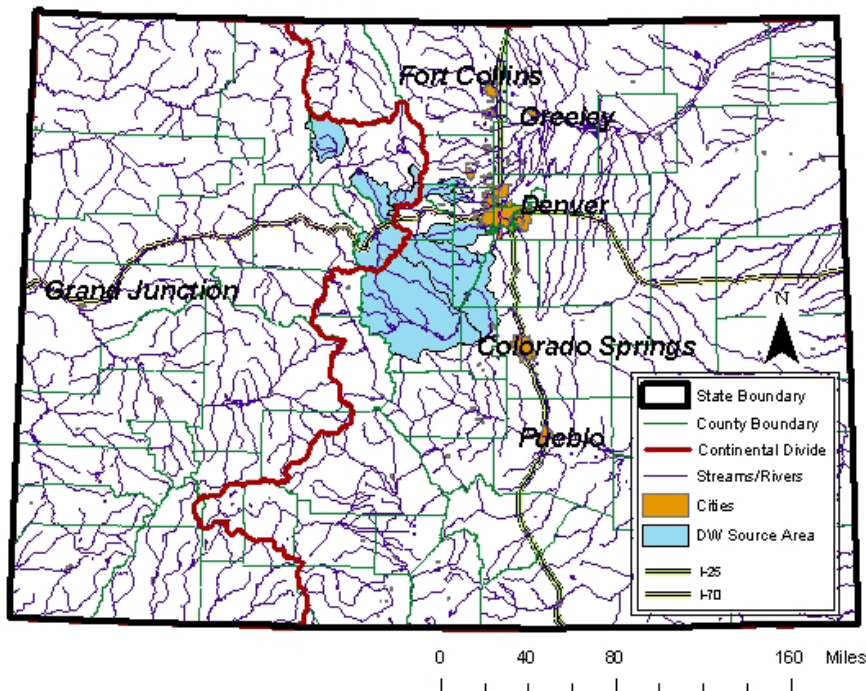 Fort Collins
Greeley
Denver
Grand Junction
N
Colorado Springs
Pueblo
State Boundary
County Boundary
Continental Divide
Streams/Rivers
Cities
DW Source Area
I-25
I-70
0 40 80 160 Miles